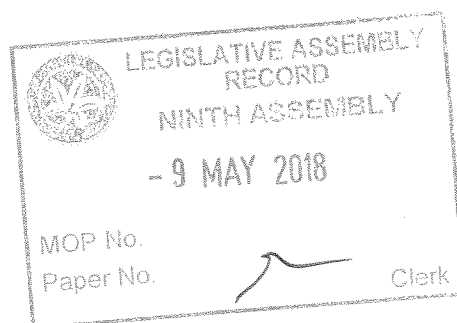 LEGISLATIVE ASSEMBLY
RECORD
NINTH ASSEMBLY
- 9 MAY 2018
MOP No.
Paper No.
Clerk